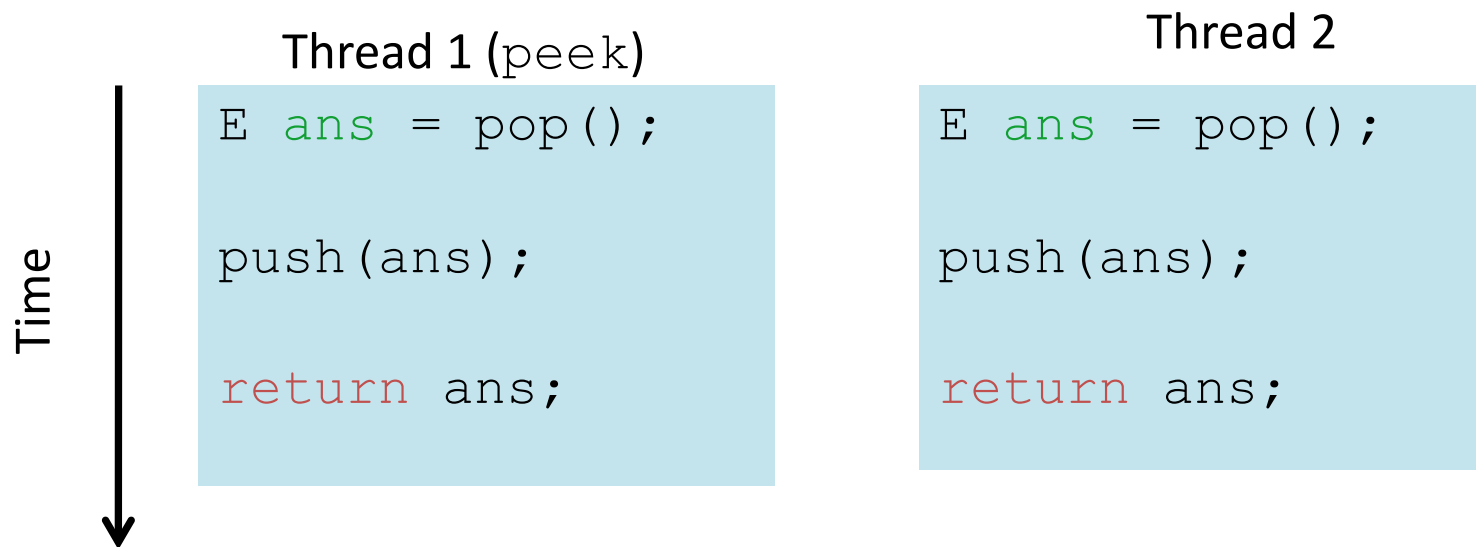 Thread 1 (peek)
Thread 2
Time
E ans = pop();
push(ans);
return ans;
E ans = pop();
push(ans);
return ans;